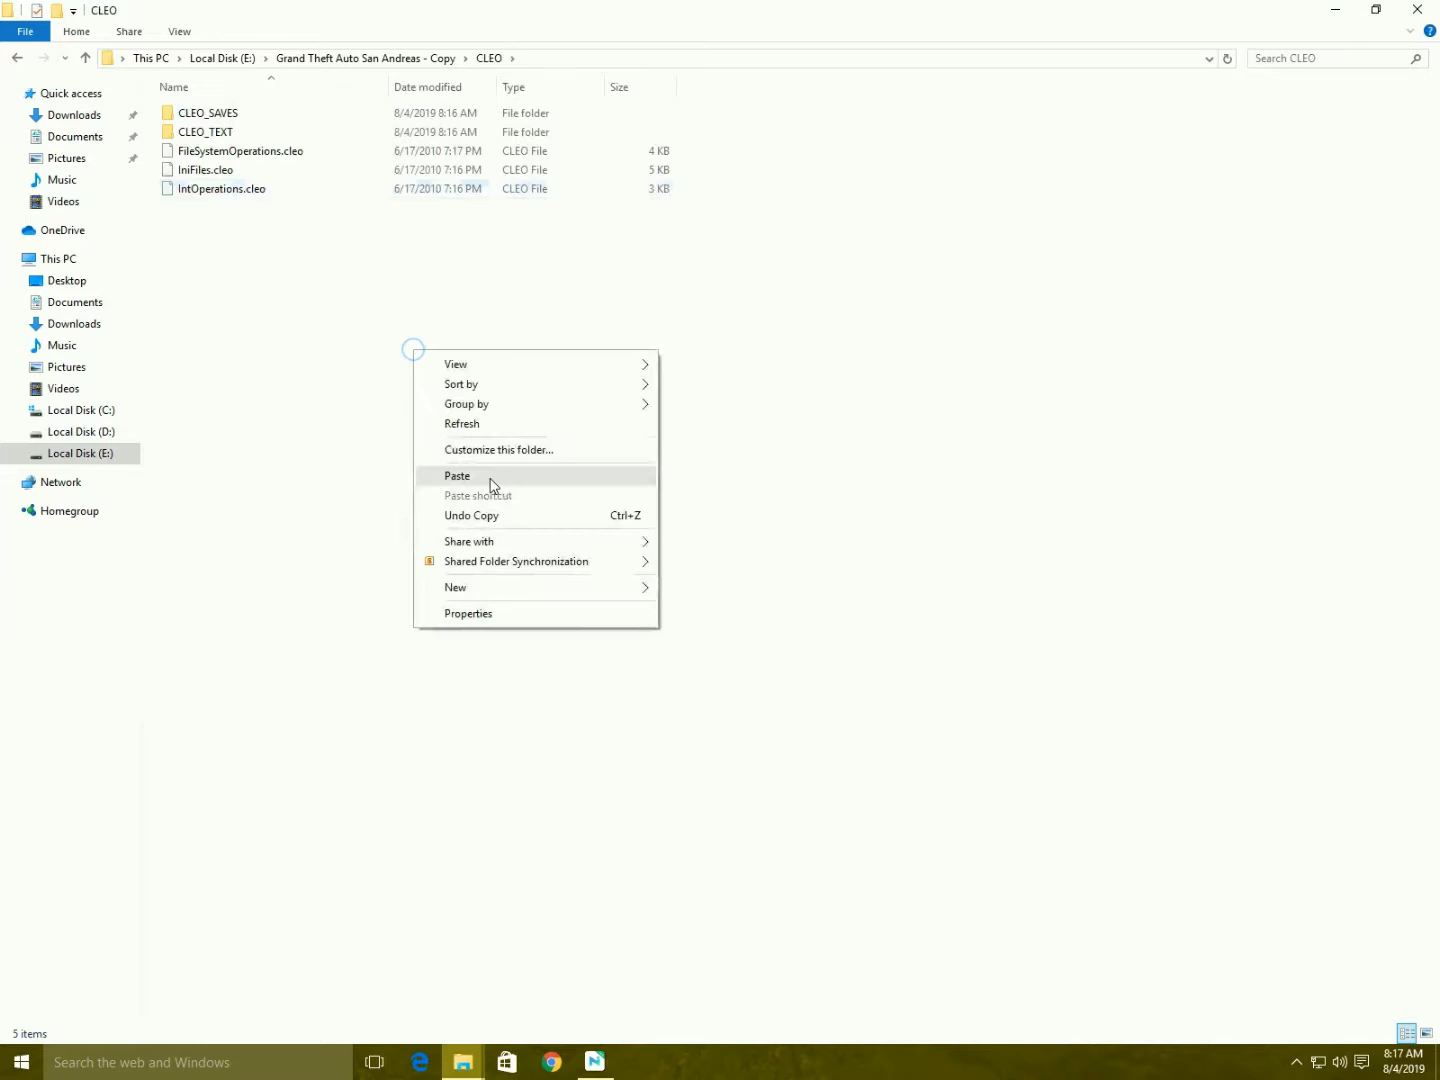 CLEO
File Home Share View
This PC Local Disk (E:) Grand Theft Auto San Andreas - Copy CLEO Search CLEO
Name Date modified Type Size
Quick access
Downloads
Documents
Pictures
Music
Videos
OneDrive
This PC
Desktop
Documents
Downloads
Music
Pictures
Videos
Local Disk (C:)
Local Disk (D:)
Local Disk (E:)
Network
Homegroup
CLEO_SAVES 8/4/2019 8:16 AM File folder
CLEO_TEXT 8/4/2019 8:16 AM File folder
FileSystemOperations.cleo 6/17/2010 7:17 PM CLEO File 4 KB
IniFiles.cleo 6/17/2010 7:16 PM CLEO File 5 KB
IntOperations.cleo 6/17/2010 7:16 PM CLEO File 3 KB
View
Sort by
Group by
Refresh
Customize this folder...
Paste
Paste shortcut
Undo Copy Ctrl+Z
Share with
Shared Folder Synchronization
New
Properties
5 items
Search the web and Windows
8:17 AM
8/4/2019